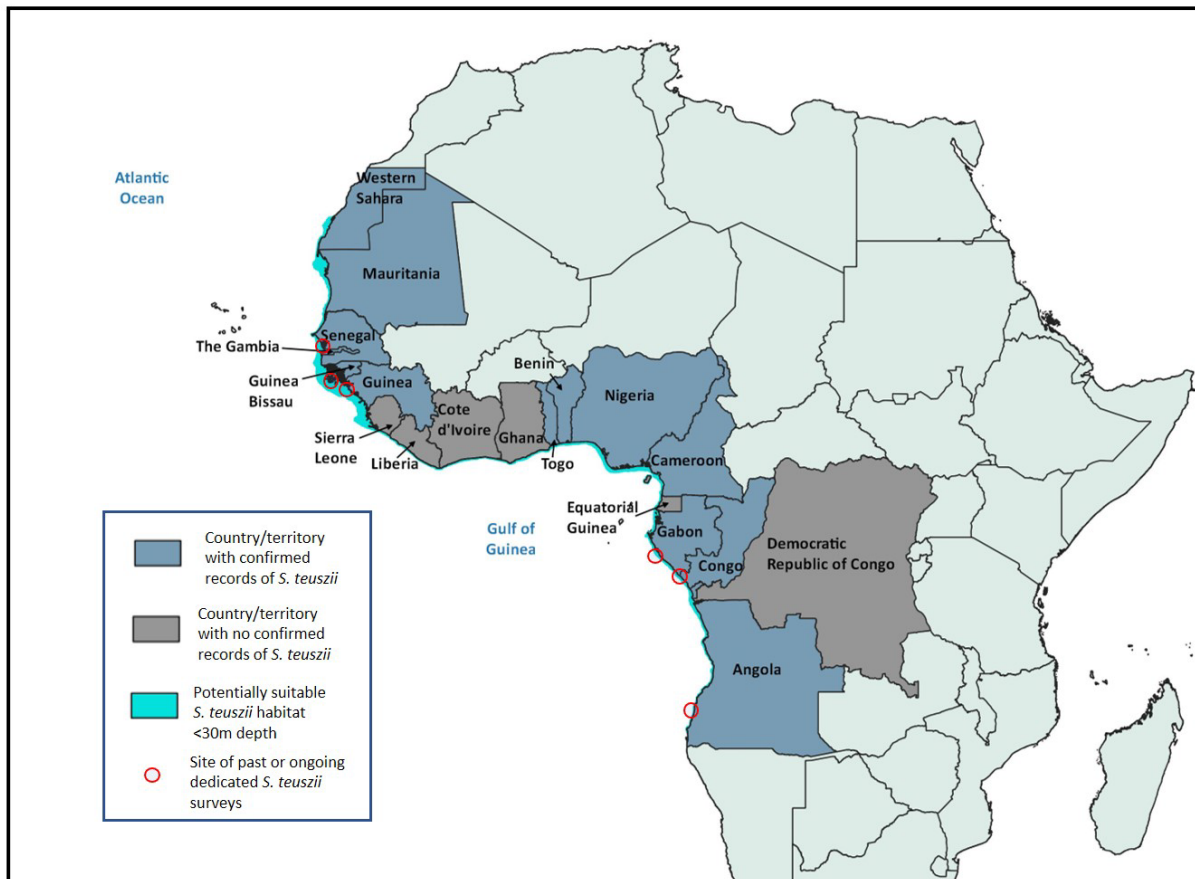 Atlantic
Ocean
Western
Sahara
Mauritania
Senegal
The Gambia
Guinea
Bissau
Guinea
Sierra
Leone
Liberia
Cote
d'Ivoire
Ghana
Togo
Benin
Nigeria
Cameroon
Equatorial
Guinea
Gulf of
Guinea
Gabon
Congo
Democratic
Republic of Congo
Angola
Country/territory
with confirmed
records of S. teuszii
Country/territory
with no confirmed
records of S. teuszii
Potentially suitable
S. teuszii habitat
<30m depth
Site of past or ongoing
dedicated S. teuszii
surveys